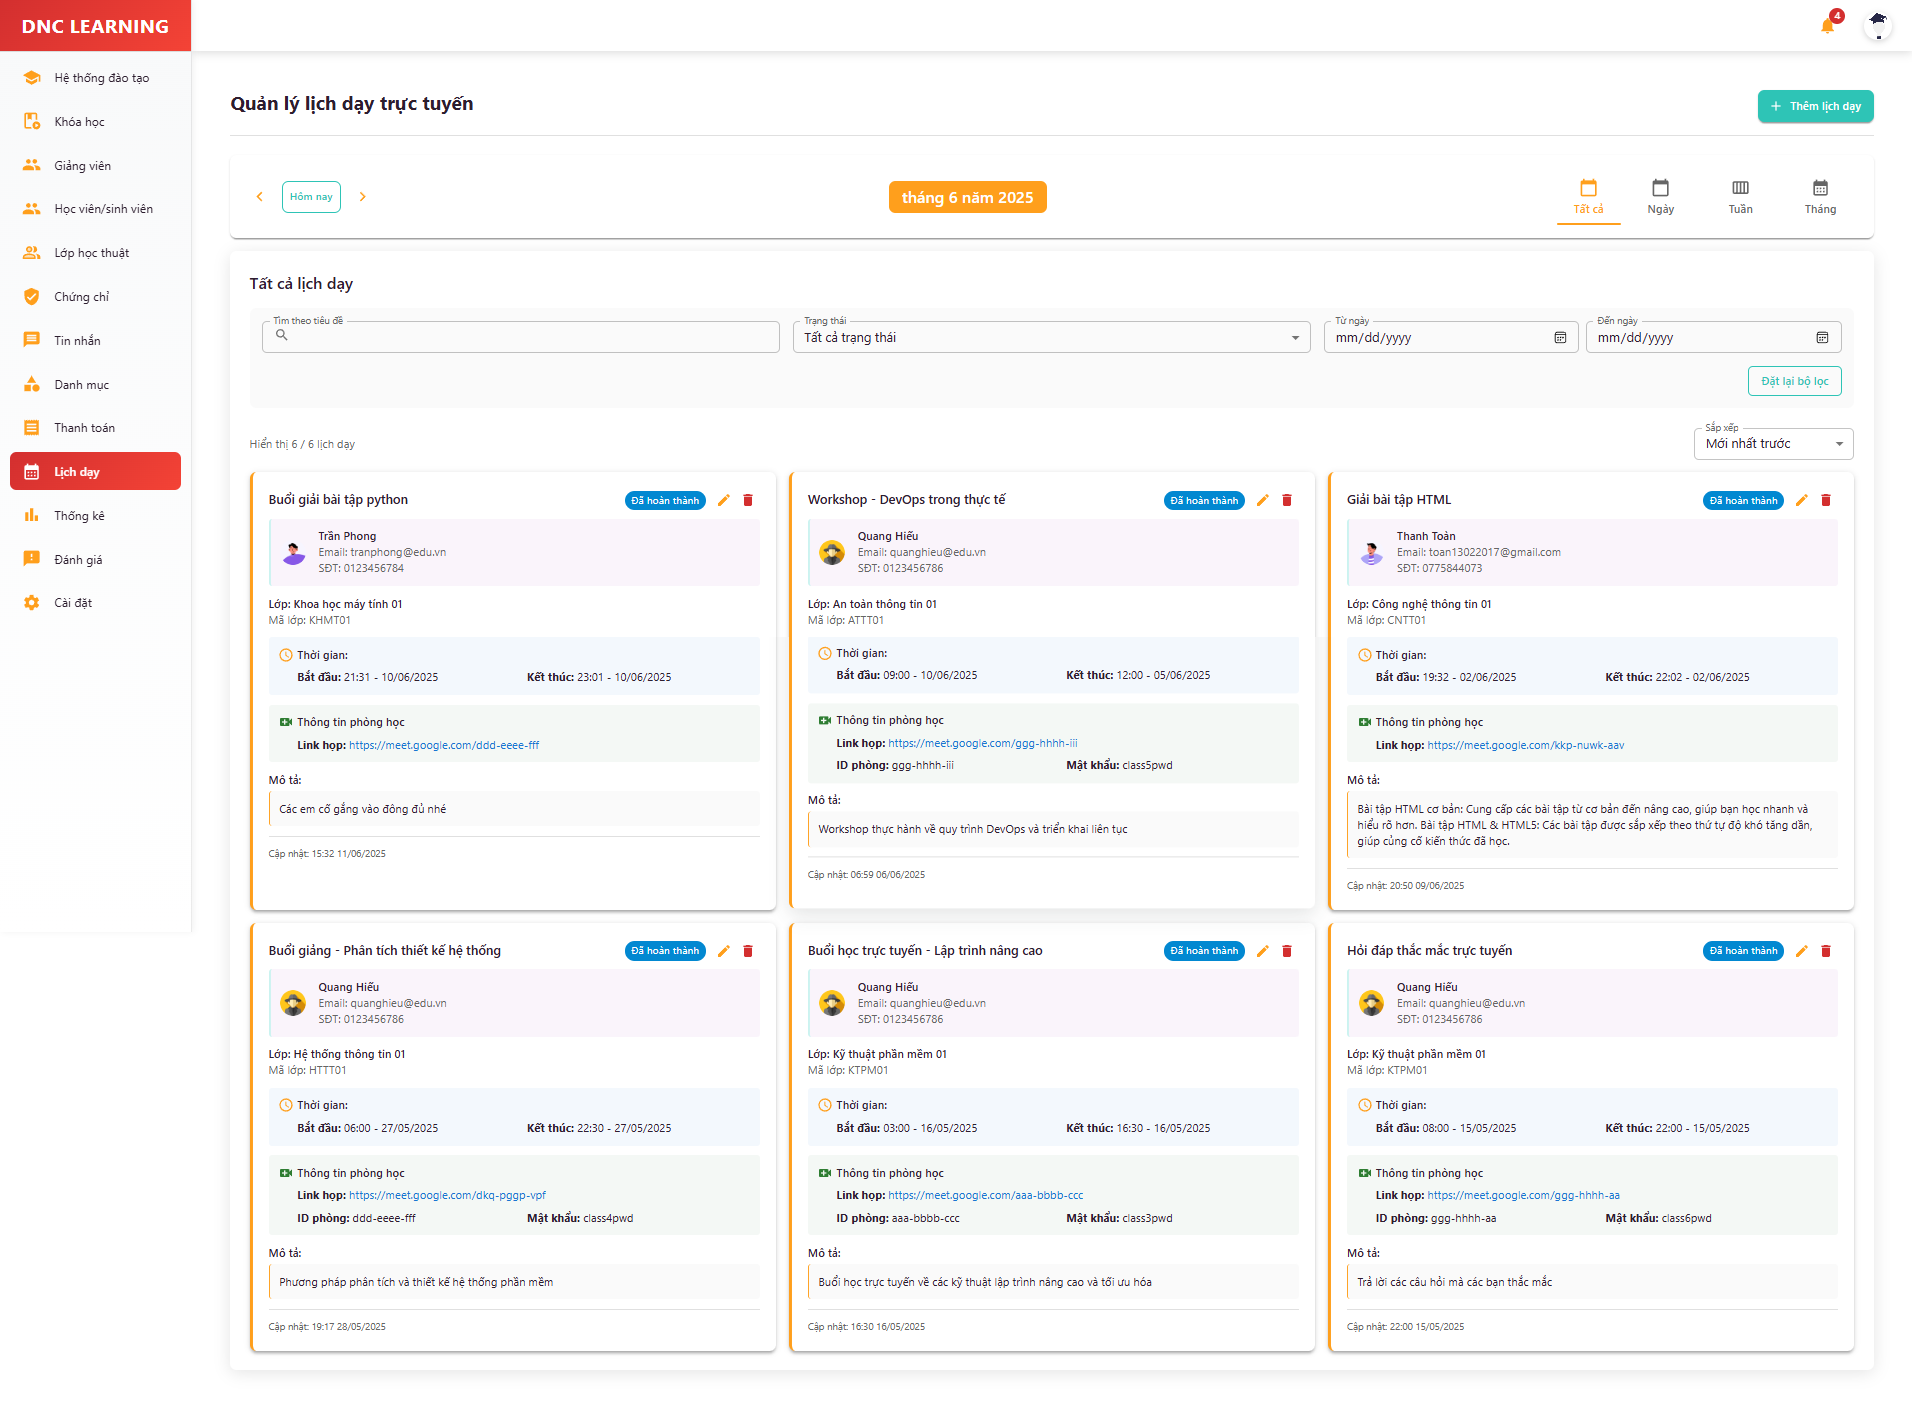 DNC LEARNING
4
Hệ thống đào tạo
Khóa học
Giảng viên
Học viên/sinh viên
Lớp học thuật
Chứng chỉ
Tin nhắn
Danh mục
Thanh toán
Lịch dạy
Thống kê
Đánh giá
Cài đặt
Quản lý lịch dạy trực tuyến
+ Thêm lịch dạy
Hôm nay
tháng 6 năm 2025
Tất cả
Ngày
Tuần
Tháng
Tất cả lịch dạy
Tìm theo tiêu đề
Trạng thái
Tất cả trạng thái
Từ ngày
mm/dd/yyyy
Đến ngày
mm/dd/yyyy
Đặt lại bộ lọc
Hiển thị 6 / 6 lịch dạy
Sắp xếp
Mới nhất trước
Buổi giải bài tập python
Đã hoàn thành
Trần Phong
Email: tranphong@edu.vn
SĐT: 0123456784
Lớp: Khoa học máy tính 01
Mã lớp: KHMT01
Thời gian:
Bắt đầu: 21:31 - 10/06/2025
Kết thúc: 23:01 - 10/06/2025
Thông tin phòng học
Link họp: https://meet.google.com/ddd-eeee-fff
Mô tả:
Các em cố gắng vào đông đủ nhé
Cập nhật: 15:32 11/06/2025
Workshop - DevOps trong thực tế
Đã hoàn thành
Quang Hiếu
Email: quanghieu@edu.vn
SĐT: 0123456786
Lớp: An toàn thông tin 01
Mã lớp: ATTT01
Thời gian:
Bắt đầu: 09:00 - 10/06/2025
Kết thúc: 12:00 - 05/06/2025
Thông tin phòng học
Link họp: https://meet.google.com/ggg-hhhh-iii
ID phòng: ggg-hhhh-iii
Mật khẩu: class5pwd
Mô tả:
Workshop thực hành về quy trình DevOps và triển khai liên tục
Cập nhật: 06:59 06/06/2025
Giải bài tập HTML
Đã hoàn thành
Thanh Toàn
Email: toan13022017@gmail.com
SĐT: 0775844073
Lớp: Công nghệ thông tin 01
Mã lớp: CNTT01
Thời gian:
Bắt đầu: 19:32 - 02/06/2025
Kết thúc: 22:02 - 02/06/2025
Thông tin phòng học
Link họp: https://meet.google.com/kkp-nuwk-aav
Mô tả:
Bài tập HTML cơ bản: Cung cấp các bài tập từ cơ bản đến nâng cao, giúp bạn học nhanh và
hiểu rõ hơn. Bài tập HTML & HTML5: Các bài tập được sắp xếp theo thứ tự độ khó tăng dần,
giúp củng cố kiến thức đã học.
Cập nhật: 20:50 09/06/2025
Buổi giảng - Phân tích thiết kế hệ thống
Đã hoàn thành
Quang Hiếu
Email: quanghieu@edu.vn
SĐT: 0123456786
Lớp: Hệ thống thông tin 01
Mã lớp: HTTT01
Thời gian:
Bắt đầu: 06:00 - 27/05/2025
Kết thúc: 22:30 - 27/05/2025
Thông tin phòng học
Link họp: https://meet.google.com/dkq-pggp-vpf
ID phòng: ddd-eeee-fff
Mật khẩu: class4pwd
Mô tả:
Phương pháp phân tích và thiết kế hệ thống phần mềm
Cập nhật: 19:17 28/05/2025
Buổi học trực tuyến - Lập trình nâng cao
Đã hoàn thành
Quang Hiếu
Email: quanghieu@edu.vn
SĐT: 0123456786
Lớp: Kỹ thuật phần mềm 01
Mã lớp: KTPM01
Thời gian:
Bắt đầu: 03:00 - 16/05/2025
Kết thúc: 16:30 - 16/05/2025
Thông tin phòng học
Link họp: https://meet.google.com/aaa-bbbb-ccc
ID phòng: aaa-bbbb-ccc
Mật khẩu: class3pwd
Mô tả:
Buổi học trực tuyến về các kỹ thuật lập trình nâng cao và tối ưu hóa
Cập nhật: 16:30 16/05/2025
Hỏi đáp thắc mắc trực tuyến
Đã hoàn thành
Quang Hiếu
Email: quanghieu@edu.vn
SĐT: 0123456786
Lớp: Kỹ thuật phần mềm 01
Mã lớp: KTPM01
Thời gian:
Bắt đầu: 08:00 - 15/05/2025
Kết thúc: 22:00 - 15/05/2025
Thông tin phòng học
Link họp: https://meet.google.com/ggg-hhhh-aa
ID phòng: ggg-hhhh-aa
Mật khẩu: class6pwd
Mô tả:
Trả lời các câu hỏi mà các bạn thắc mắc
Cập nhật: 22:00 15/05/2025